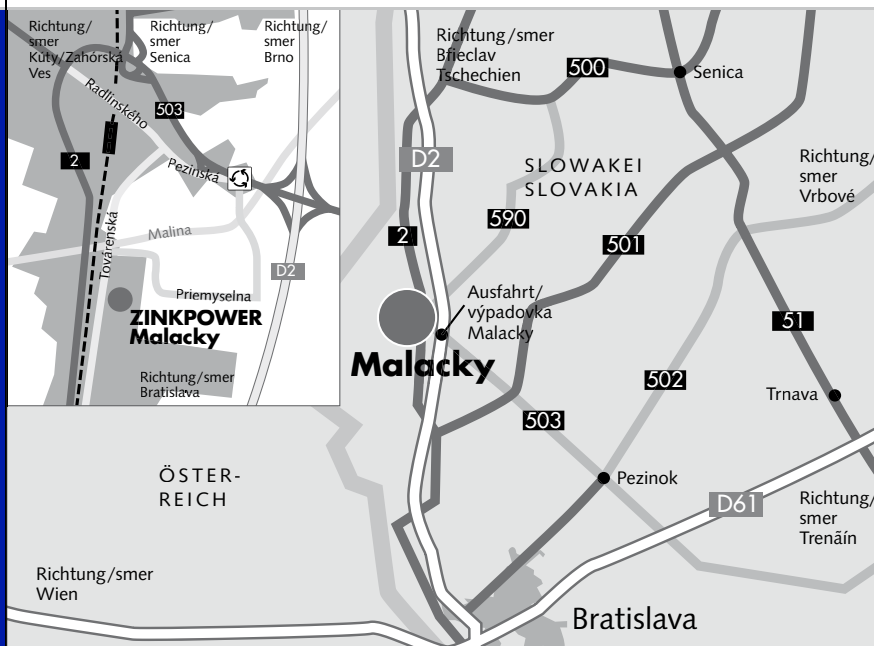 Richtung/
smer
Kúty/Zahórská
Ves
Richtung/
smer
Senica
Richtung/
smer
Brno
Radlinského
503
2
Pezinská
Továrenská
Malina
D2
Priemyselna
ZINKPOWER
Malacky
Richtung/smer
Bratislava
Richtung/smer
Bfieclav
Tschechien
500
Senica
D2
SLOWAKEI
SLOVAKIA
Richtung/
smer
Vrbové
590
2
501
Ausfahrt/
výpadovka
Malacky
Malacky
51
502
Trnava
503
Pezinok
ÖSTER-
REICH
D61
Richtung/
smer
Trenãín
Richtung/smer
Wien
Bratislava